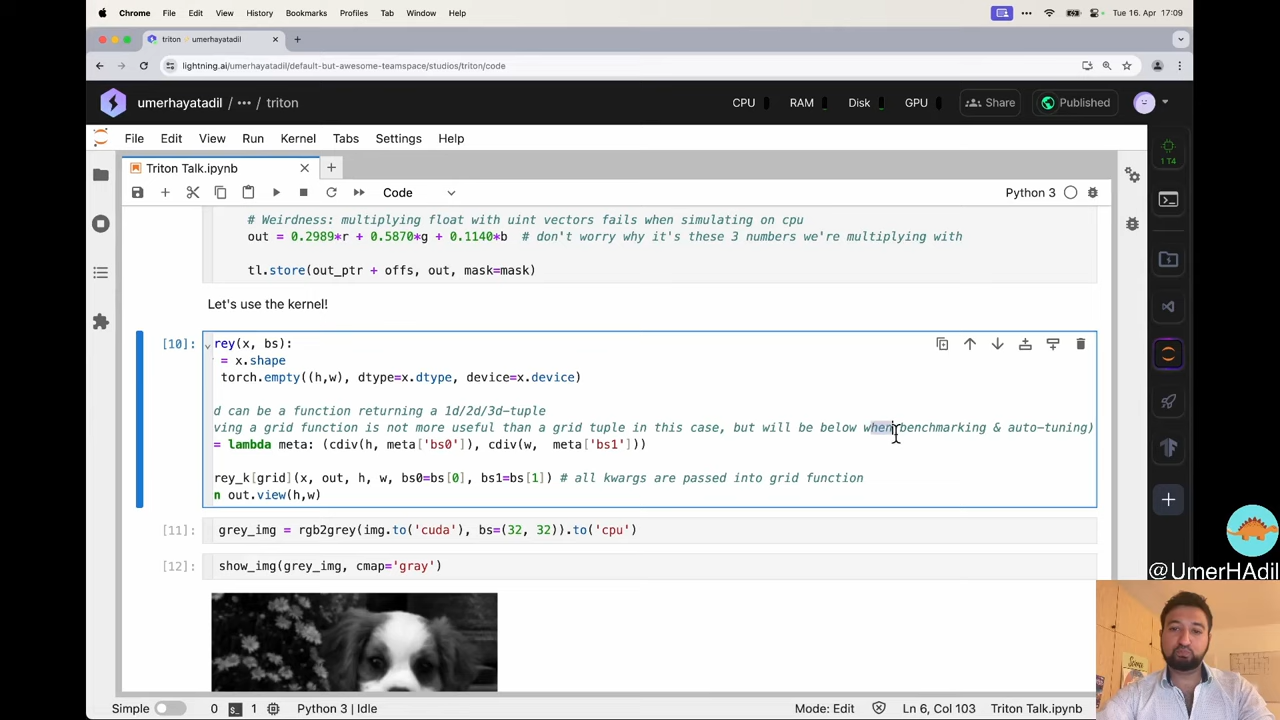 Chrome File Edit View History Bookmarks Profiles Tab Window Help
Tue 16. Apr 17:09
triton umerhayatadil
lightning.ai/umerhayatadil/default-but-awesome-teamspace/studios/triton/code
umerhayatadil / ··· / triton
CPU RAM Disk GPU Share Published
File Edit View Run Kernel Tabs Settings Help
1 T4
Triton Talk.ipynb
Code
Python 3
# Weirdness: multiplying float with uint vectors fails when simulating on cpu
out = 0.2989*r + 0.5870*g + 0.1140*b # don't worry why it's these 3 numbers we're multiplying with
tl.store(out_ptr + offs, out, mask=mask)
Let's use the kernel!
[10]:
rey(x, bs):
= x.shape
torch.empty((h,w), dtype=x.dtype, device=x.device)
d can be a function returning a 1d/2d/3d-tuple
ving a grid function is not more useful than a grid tuple in this case, but will be below when benchmarking & auto-tuning)
= lambda meta: (cdiv(h, meta['bs0']), cdiv(w, meta['bs1']))
rey_k[grid](x, out, h, w, bs0=bs[0], bs1=bs[1]) # all kwargs are passed into grid function
n out.view(h,w)
[11]: grey_img = rgb2grey(img.to('cuda'), bs=(32, 32)).to('cpu')
[12]: show_img(grey_img, cmap='gray')
@UmerHAdil
Simple 0 1 Python 3 | Idle
Mode: Edit Ln 6, Col 103 Triton Talk.ipynb